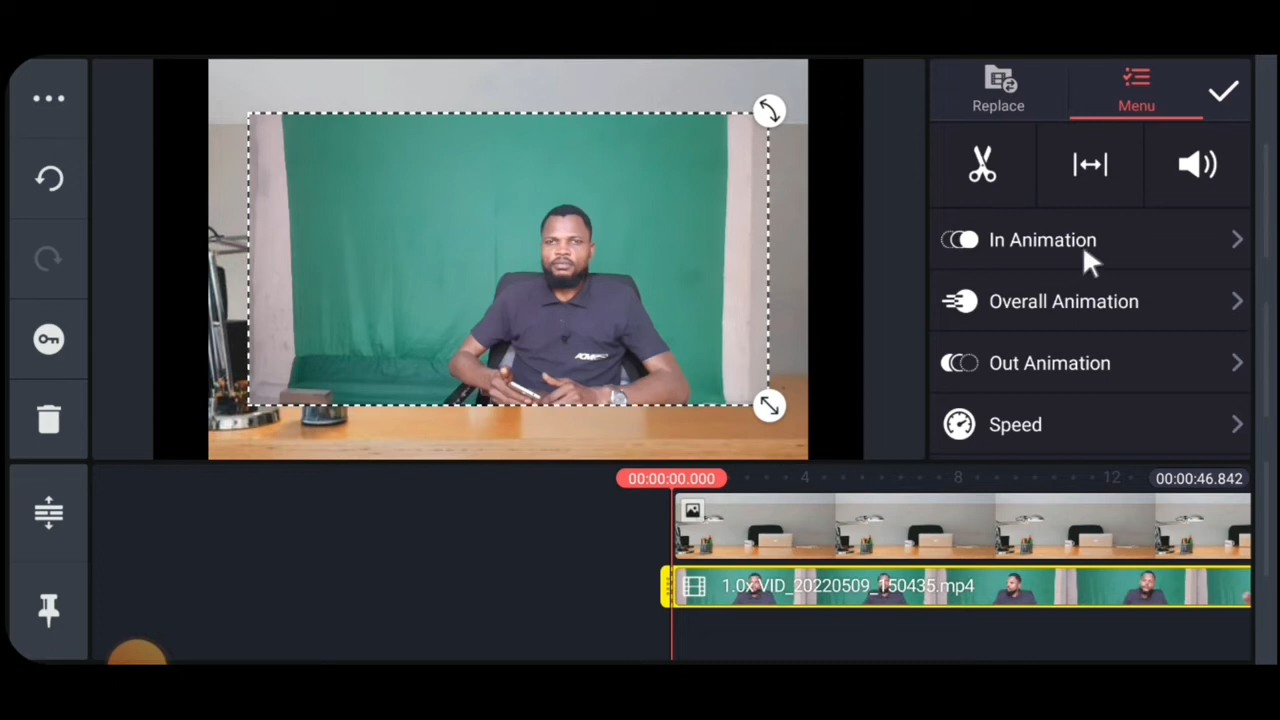 Replace
Menu
In Animation
Overall Animation
Out Animation
Speed
00:00:00.000
4
8
12
00:00:46.842
1.0x VID_20220509_150435.mp4